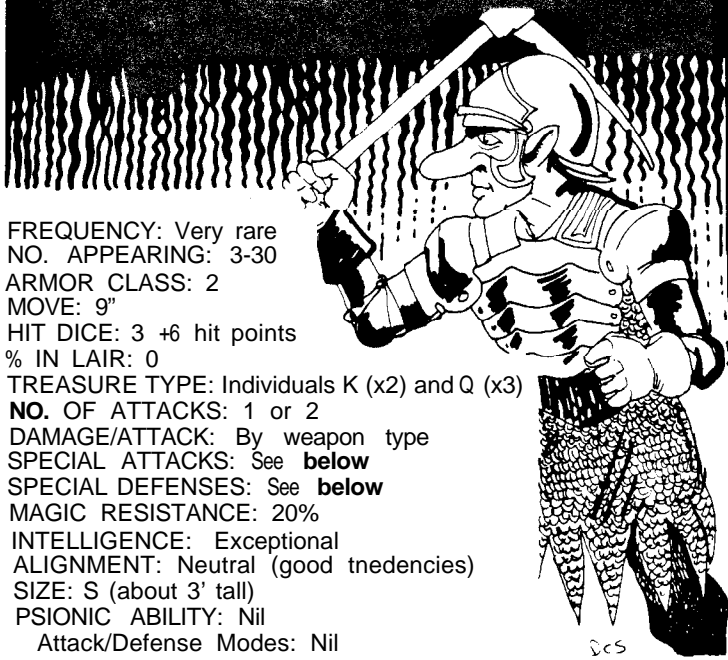 FREQUENCY: Very rare
NO. APPEARING: 3-30
ARMOR CLASS: 2
MOVE: 9”
HIT DICE: 3 +6 hit points
% IN LAIR: 0
TREASURE TYPE: Individuals K (x2) and Q (x3)
NO. OF ATTACKS: 1 or 2
DAMAGE/ATTACK: By weapon type
SPECIAL ATTACKS: See below
SPECIAL DEFENSES: See below
MAGIC RESISTANCE: 20%
INTELLIGENCE: Exceptional
ALIGNMENT: Neutral (good tnedencies)
SIZE: S (about 3’ tall)
PSIONIC ABILITY: Nil
Attack/Defense Modes: Nil
DCS